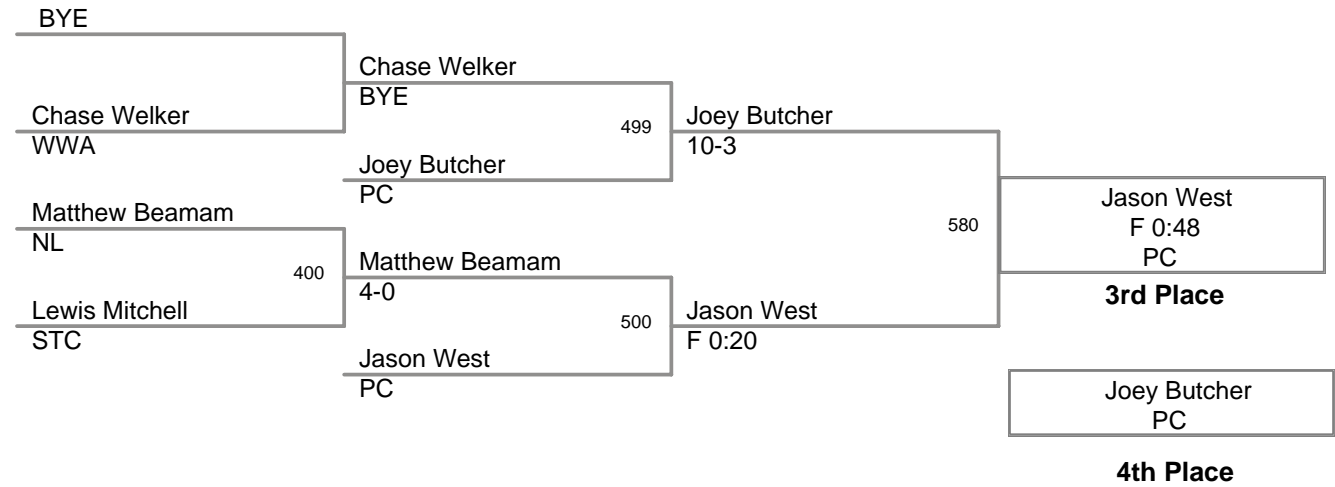 BYE
Chase Welker
BYE
Chase Welker
WWA
499
Joey Butcher
10-3
Joey Butcher
PC
Matthew Beamam
NL
Jason West
F 0:48
PC
580
400
Matthew Beamam
4-0
3rd Place
Lewis Mitchell
STC
500
Jason West
F 0:20
Jason West
PC
Joey Butcher
PC
4th Place